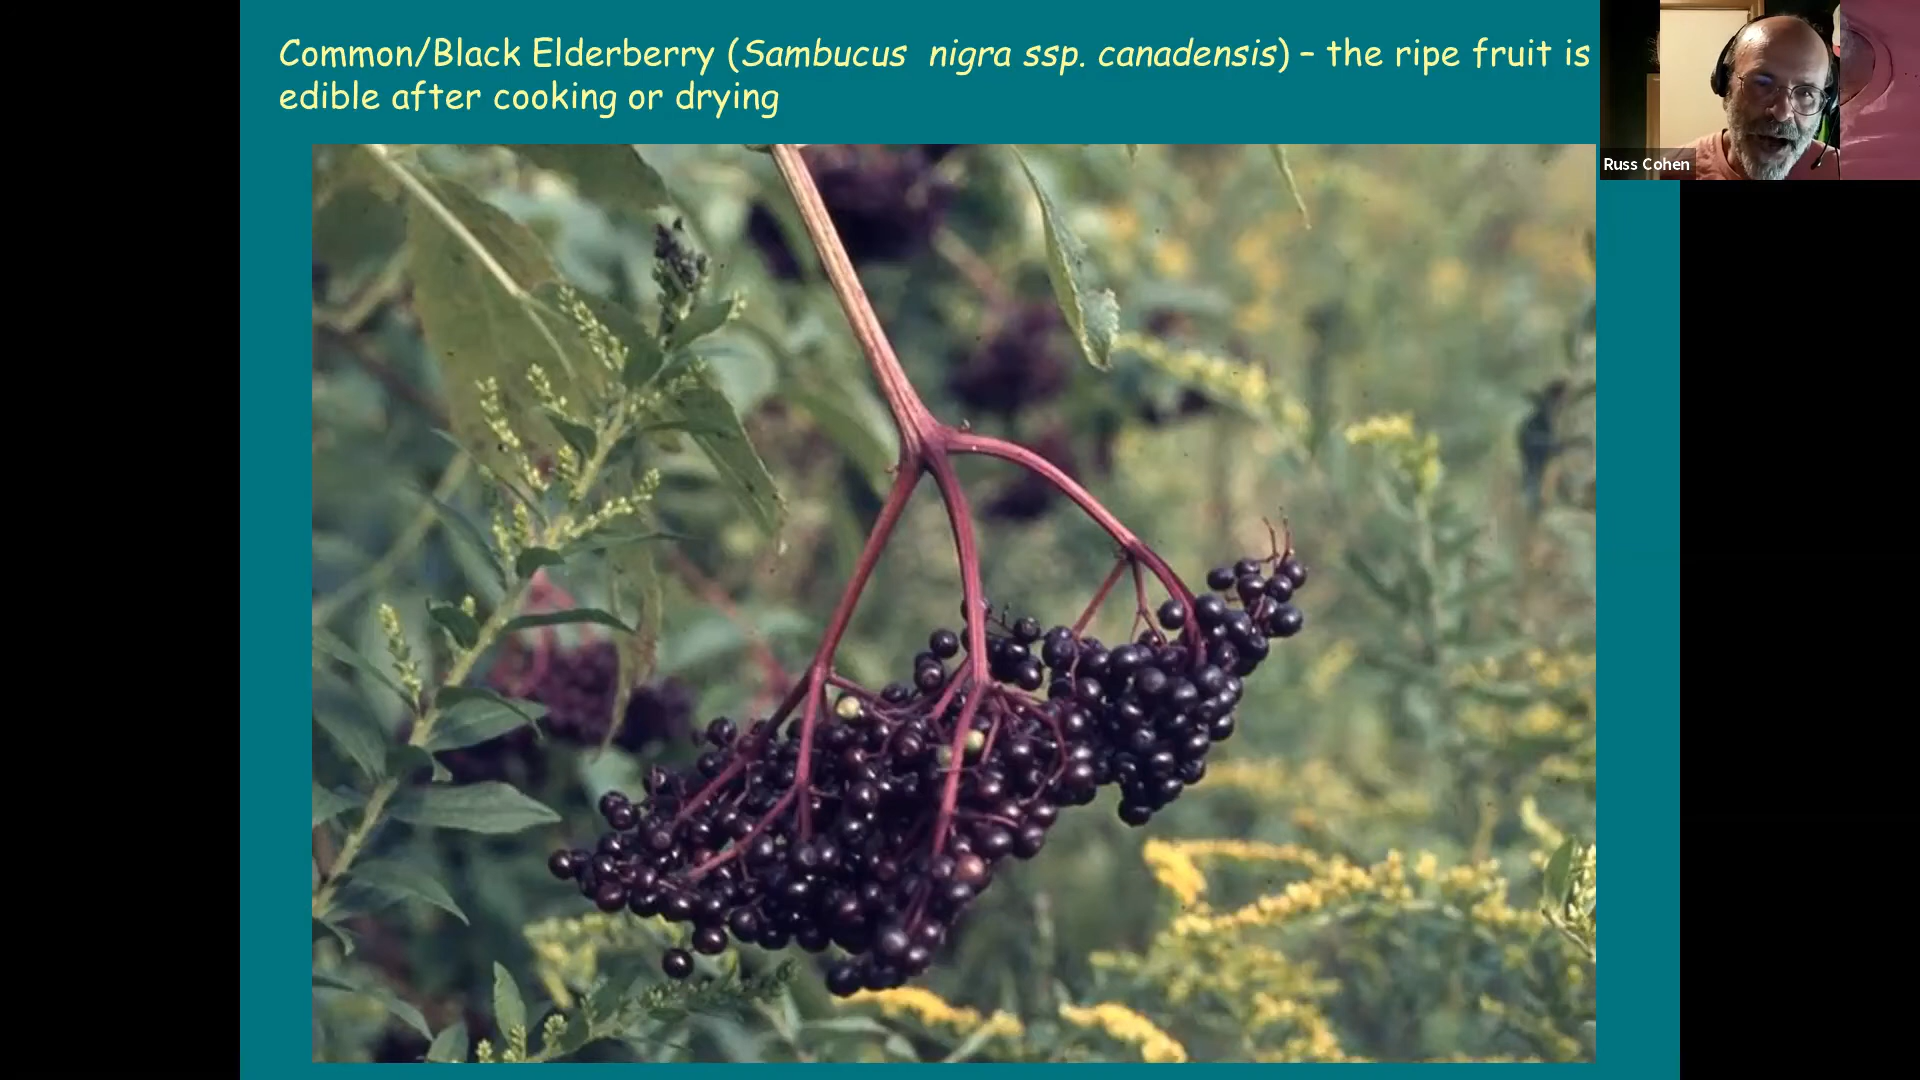 Common/Black Elderberry (Sambucus nigra ssp. canadensis) – the ripe fruit is
edible after cooking or drying
Russ Cohen